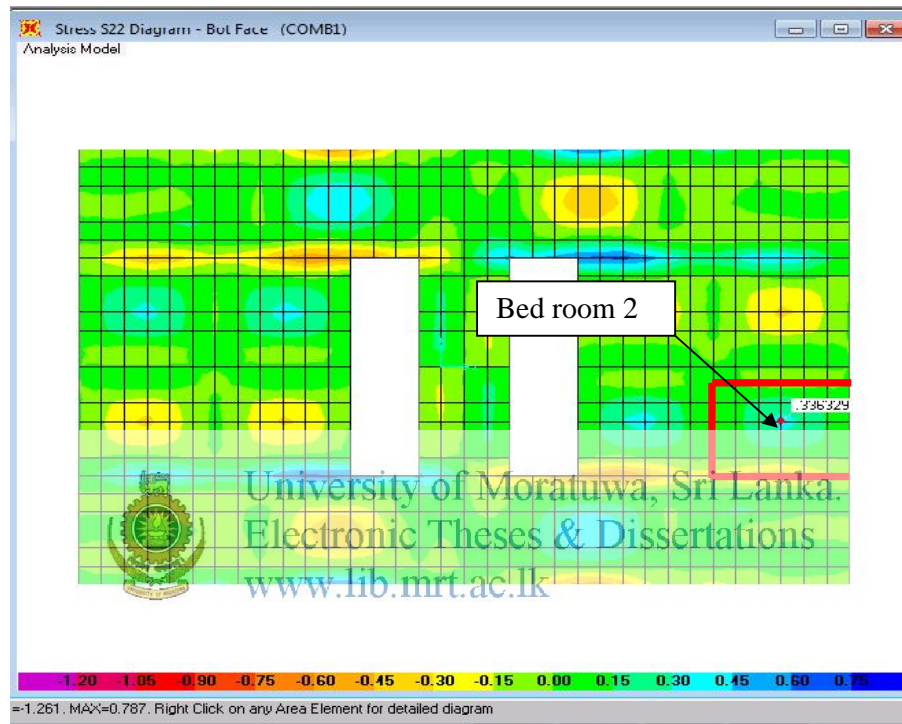 Stress S22 Diagram - Bot Face (COMB1)
Analysis Model
Bed room 2
.336329
University of Moratuwa, Sri Lanka.
Electronic Theses & Dissertations
www.lib.mrt.ac.lk
-1.20 -1.05 -0.90 -0.75 -0.60 -0.45 -0.30 -0.15 0.00 0.15 0.30 0.45 0.60 0.75
=-1.261. MAX=0.787. Right Click on any Area Element for detailed diagram